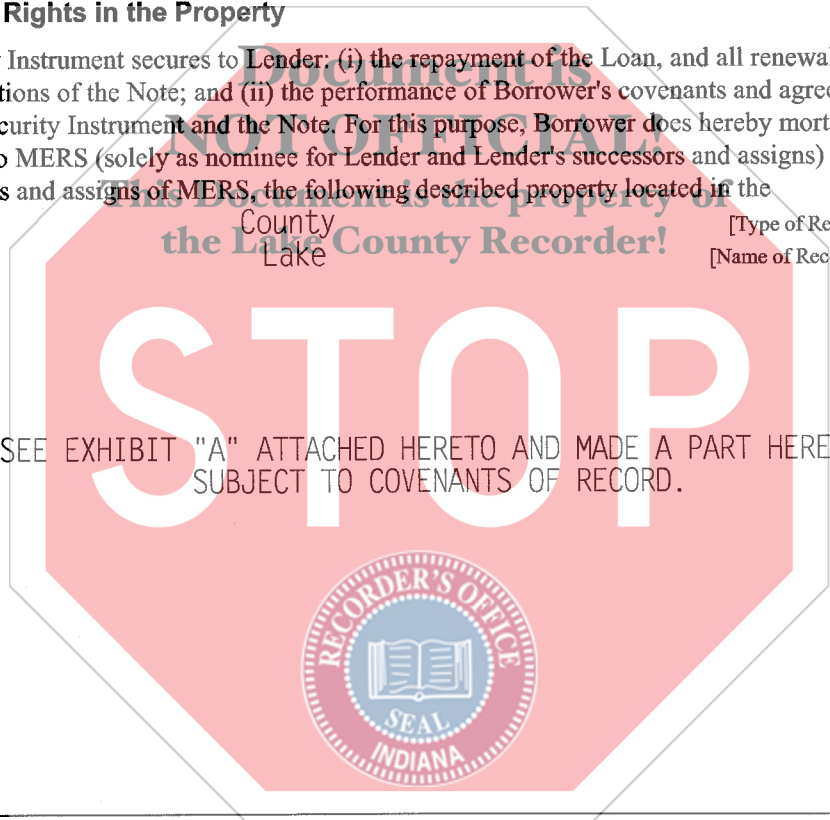 Rights in the Property
Instrument secures to Lender: (i) the repayment of the Loan, and all renewal
tions of the Note; and (ii) the performance of Borrower's covenants and agree
curity Instrument and the Note. For this purpose, Borrower does hereby mort
o MERS (solely as nominee for Lender and Lender's successors and assigns)
s and assigns of MERS, the following described property located in the
County
[Type of Re
Lake
[Name of Rec
Document is
NOT OFFICIAL!
This Document is the property of
the Lake County Recorder!
STOP
SEE EXHIBIT "A" ATTACHED HERETO AND MADE A PART HERE
SUBJECT TO COVENANTS OF RECORD.
RECORDER'S OFFICE
SEAL
INDIANA